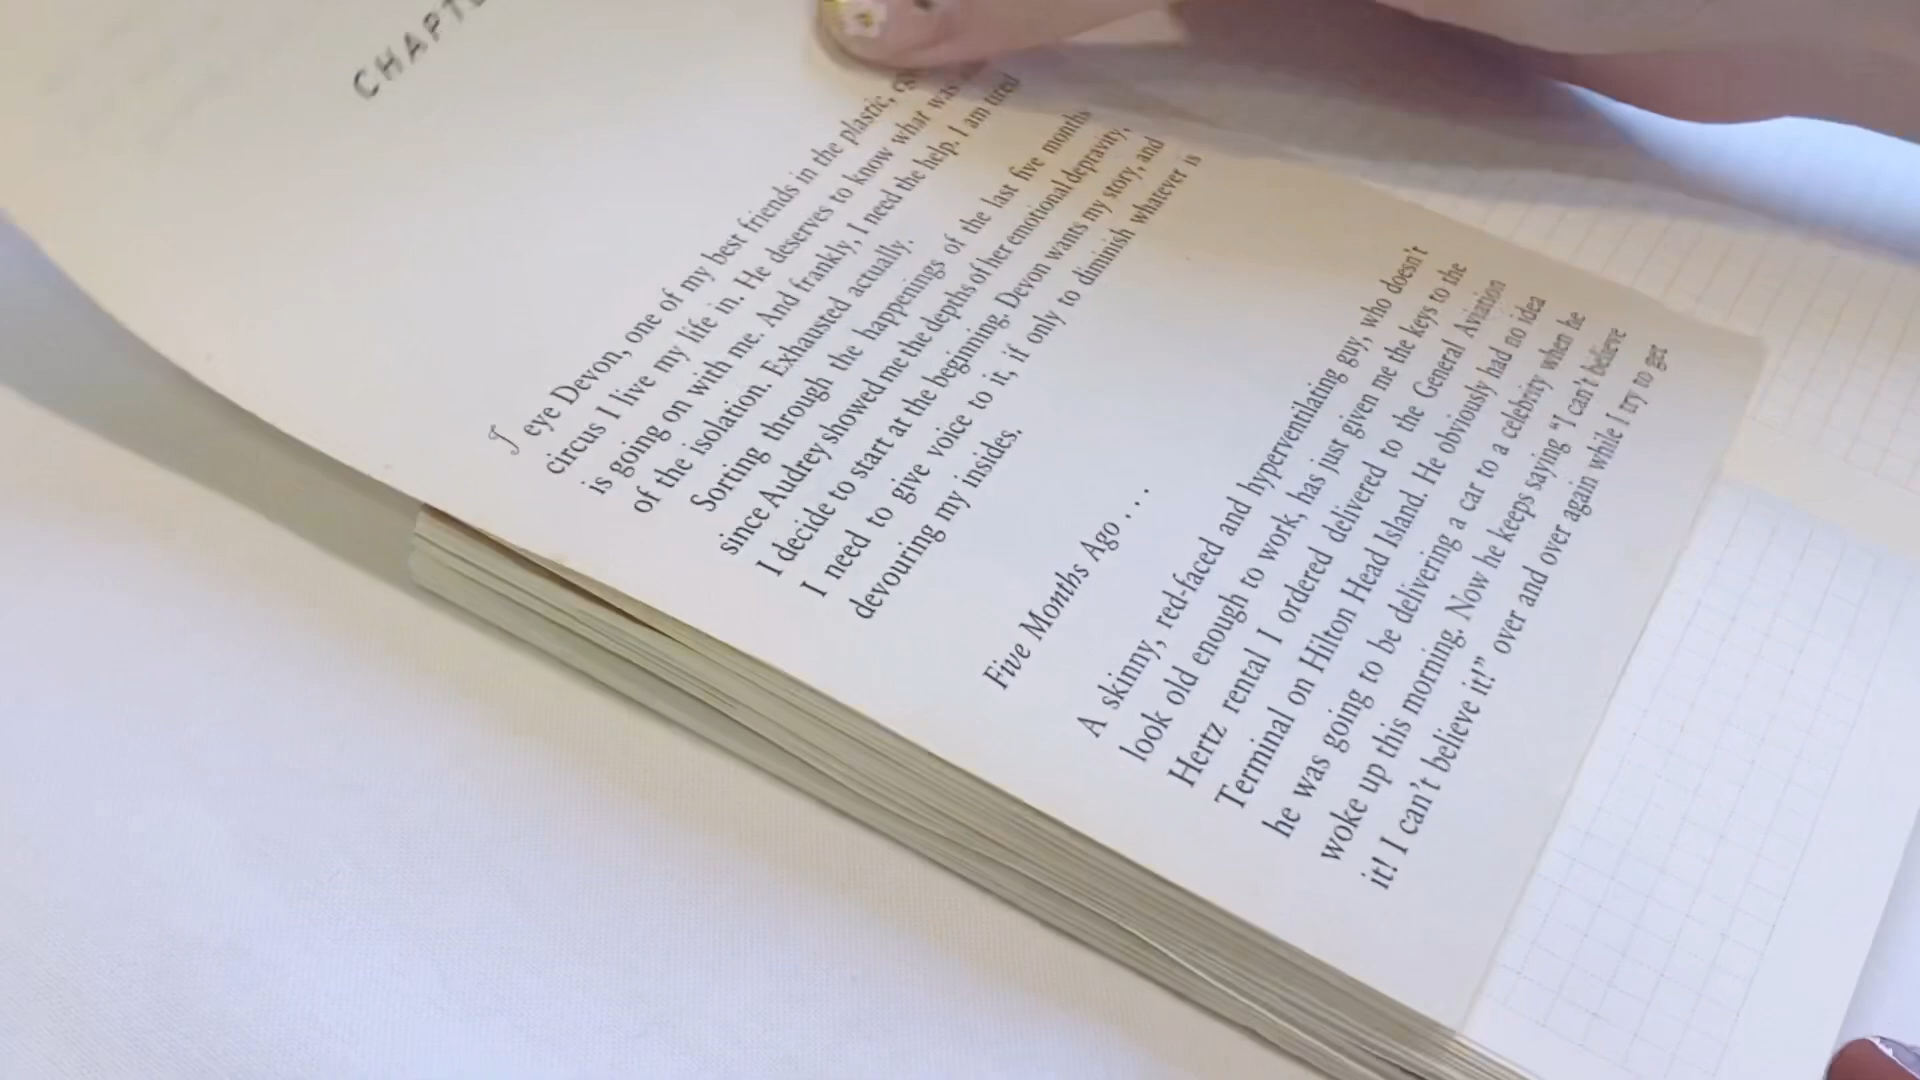 CHAPTE
I eye Devon, one of my best friends in the plastic,
circus I live my life in. He deserves to know what was
is going on with me. And frankly, I need the help. I am tired
of the isolation. Exhausted actually.
Sorting through the happenings of the last five months
since Audrey showed me the depths of her emotional depravity,
I decide to start at the beginning. Devon wants my story, and
I need to give voice to it, if only to diminish whatever is
devouring my insides.
Five Months Ago . . .
A skinny, red-faced and hyperventilating guy, who doesn't
look old enough to work, has just given me the keys to the
Hertz rental I ordered delivered to the General Aviation
Terminal on Hilton Head Island. He obviously had no idea
he was going to be delivering a car to a celebrity when he
woke up this morning. Now he keeps saying “I can't believe
it! I can't believe it!” over and over again while I try to get